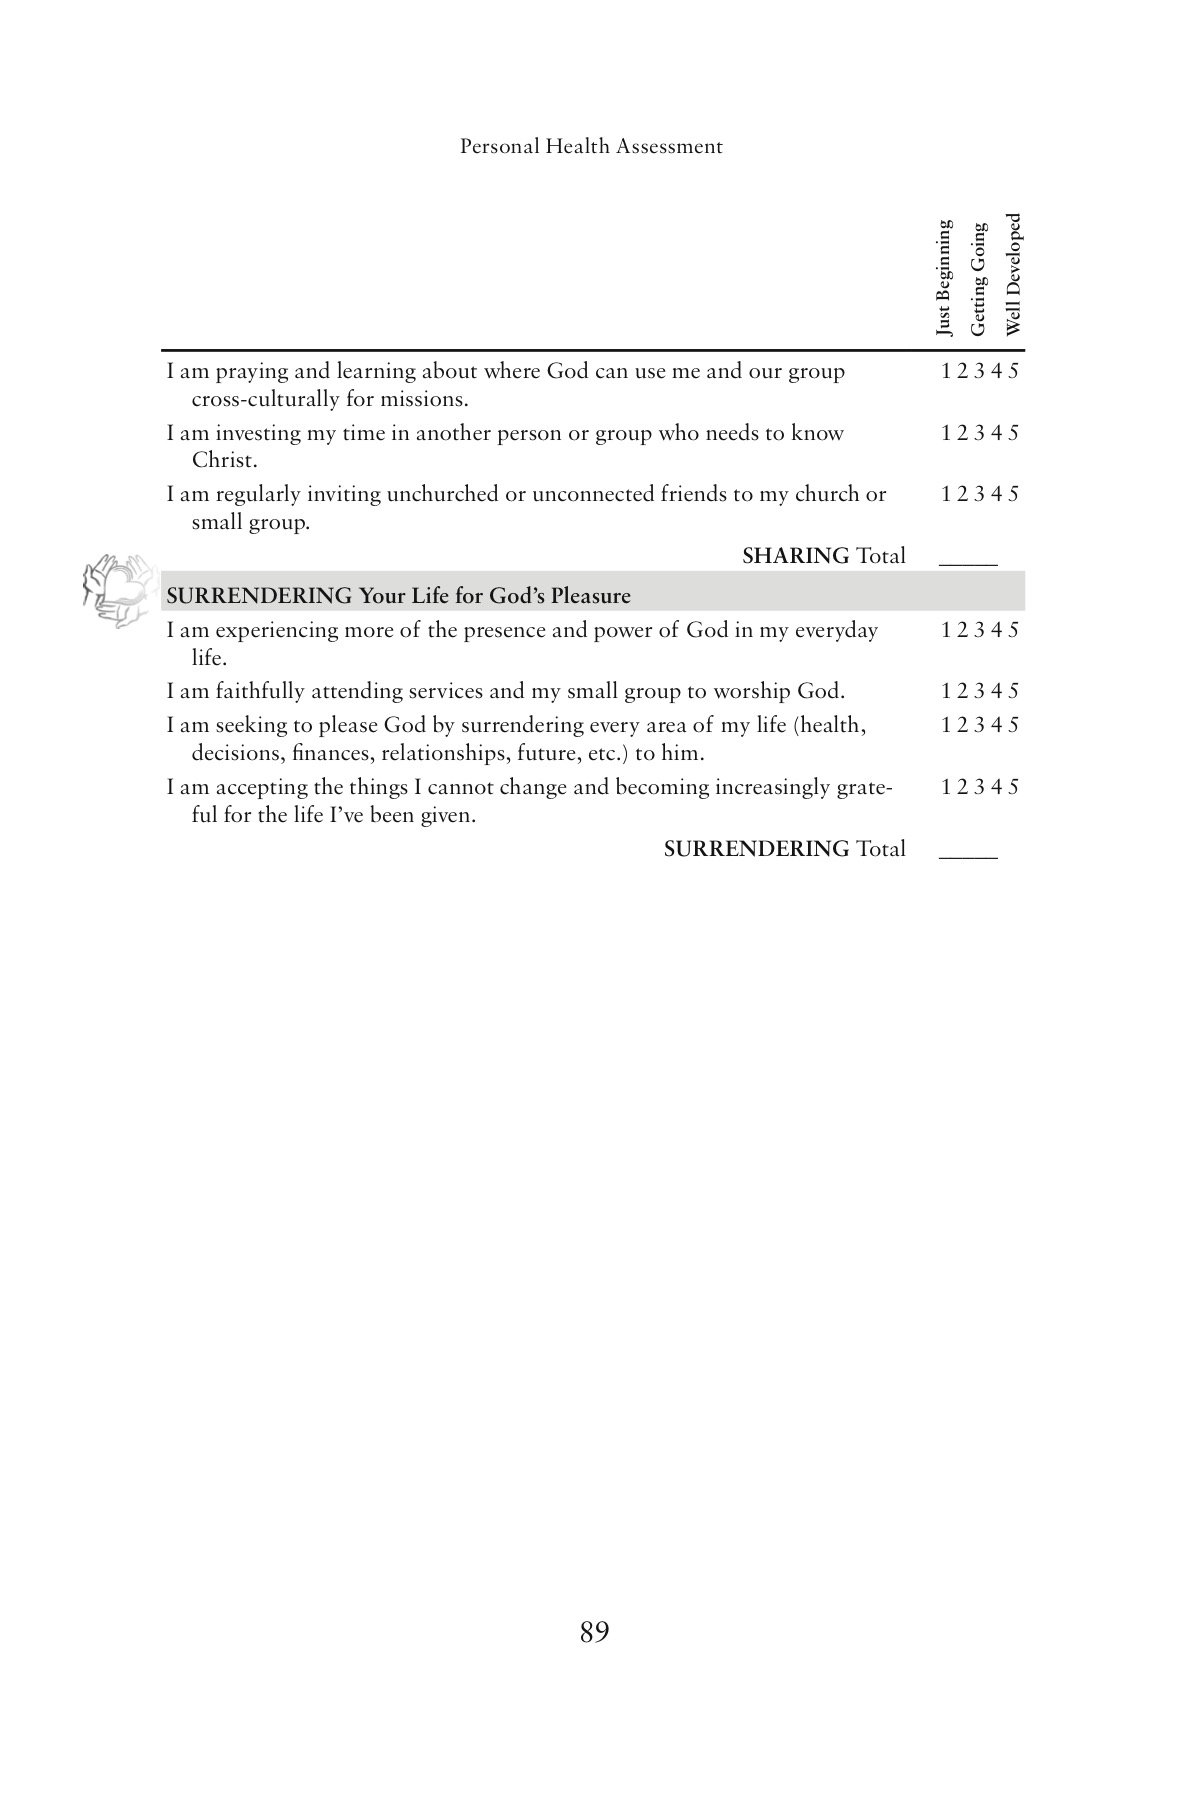 Personal Health Assessment
Just Beginning
Getting Going
Well Developed
I am praying and learning about where God can use me and our group 1 2 3 4 5
cross-culturally for missions.
I am investing my time in another person or group who needs to know 1 2 3 4 5
Christ.
I am regularly inviting unchurched or unconnected friends to my church or 1 2 3 4 5
small group.
SHARING Total _____
SURRENDERING Your Life for God’s Pleasure
I am experiencing more of the presence and power of God in my everyday 1 2 3 4 5
life.
I am faithfully attending services and my small group to worship God. 1 2 3 4 5
I am seeking to please God by surrendering every area of my life (health, 1 2 3 4 5
decisions, finances, relationships, future, etc.) to him.
I am accepting the things I cannot change and becoming increasingly grate- 1 2 3 4 5
ful for the life I’ve been given.
SURRENDERING Total _____
89